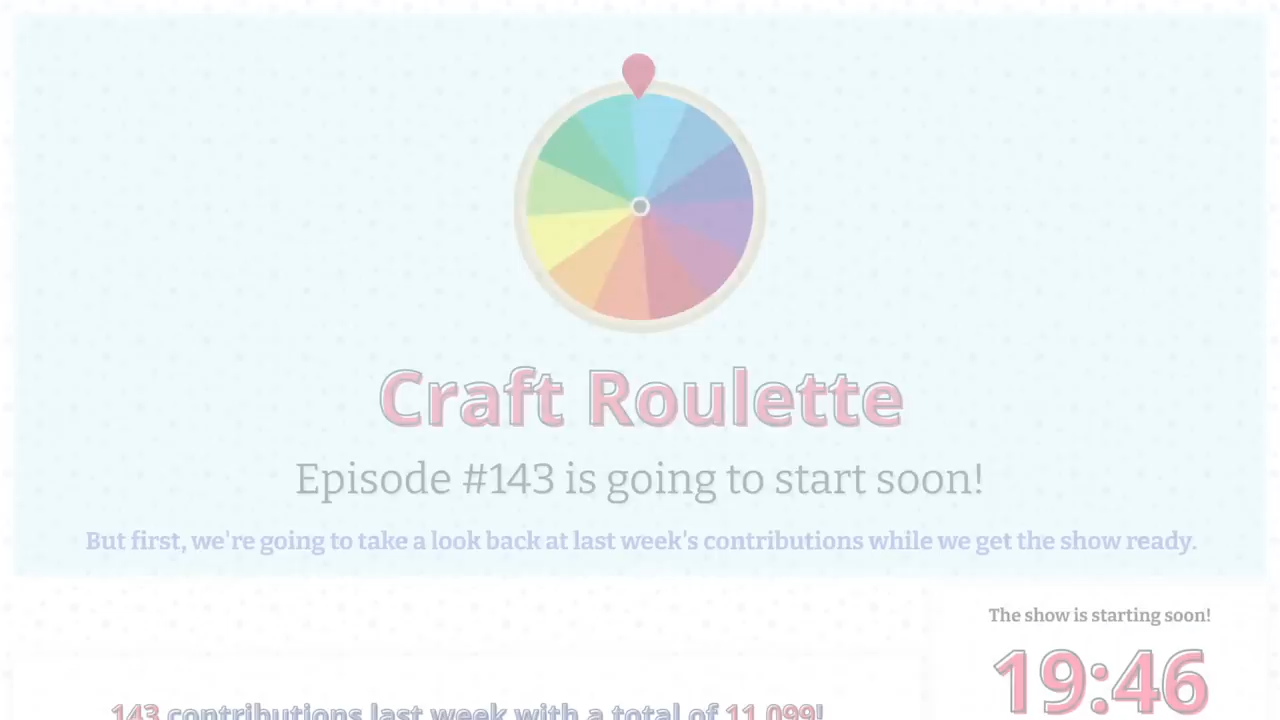 Craft Roulette
Episode #143 is going to start soon!
But first, we're going to take a look back at last week's contributions while we get the show ready.
The show is starting soon!
19:46
143 contributions last week with a total of 11,099!